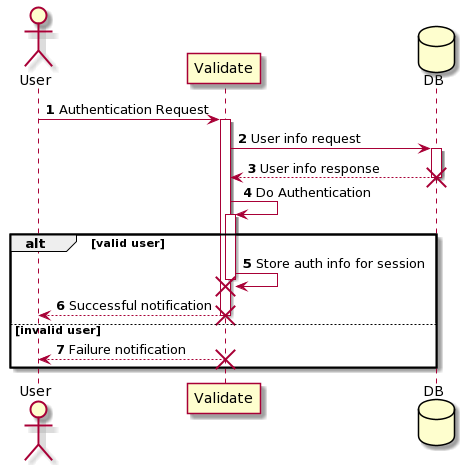 User
Validate
DB
1 Authentication Request
2 User info request
3 User info response
4 Do Authentication
alt [valid user]
5 Store auth info for session
6 Successful notification
[invalid user]
7 Failure notification
User
Validate
DB